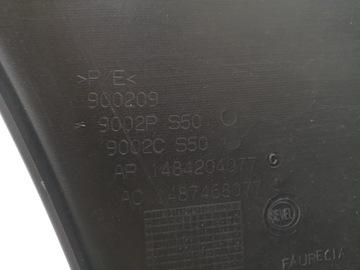 >P/E<
900209
9002P S50
9002C S50
AP 1484204077
AC 1487468077
SEVEL
FAURECIA